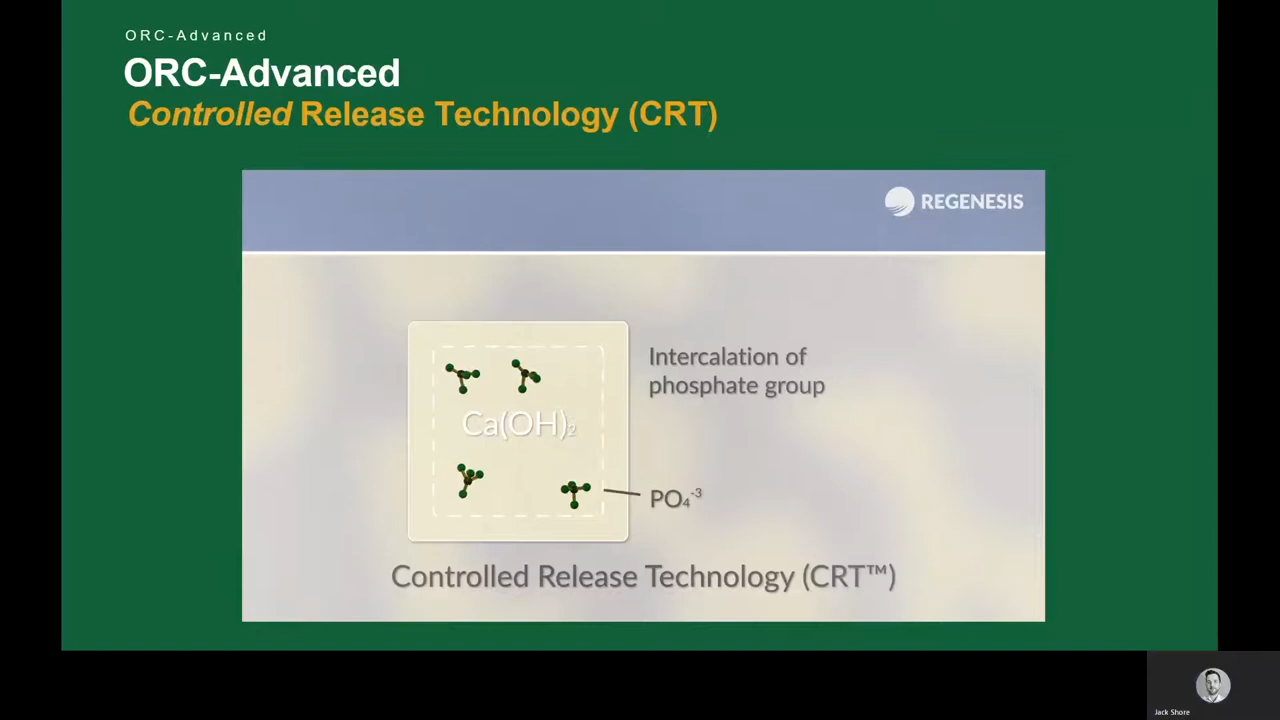 ORC-Advanced
ORC-Advanced
Controlled Release Technology (CRT)
REGENESIS
Intercalation of
phosphate group
Ca(OH)₂
PO₄⁻³
Controlled Release Technology (CRT™)
Jack Shore